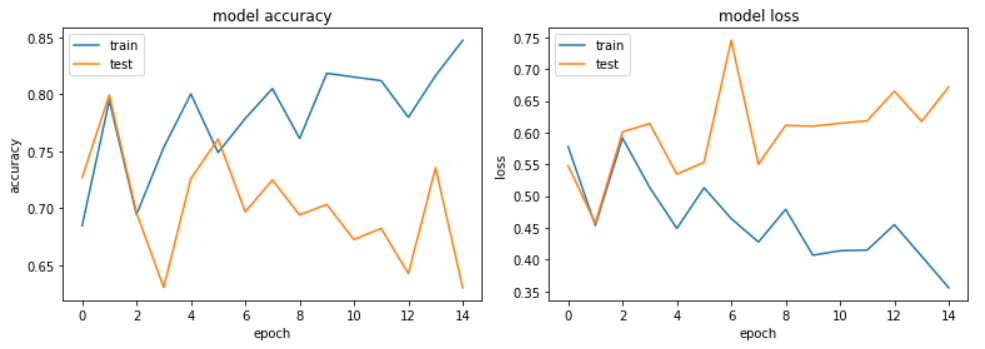 model accuracy
train
test
0.85
0.80
0.75
0.70
0.65
accuracy
0 2 4 6 8 10 12 14
epoch
model loss
train
test
0.75
0.70
0.65
0.60
0.55
0.50
0.45
0.40
0.35
loss
0 2 4 6 8 10 12 14
epoch